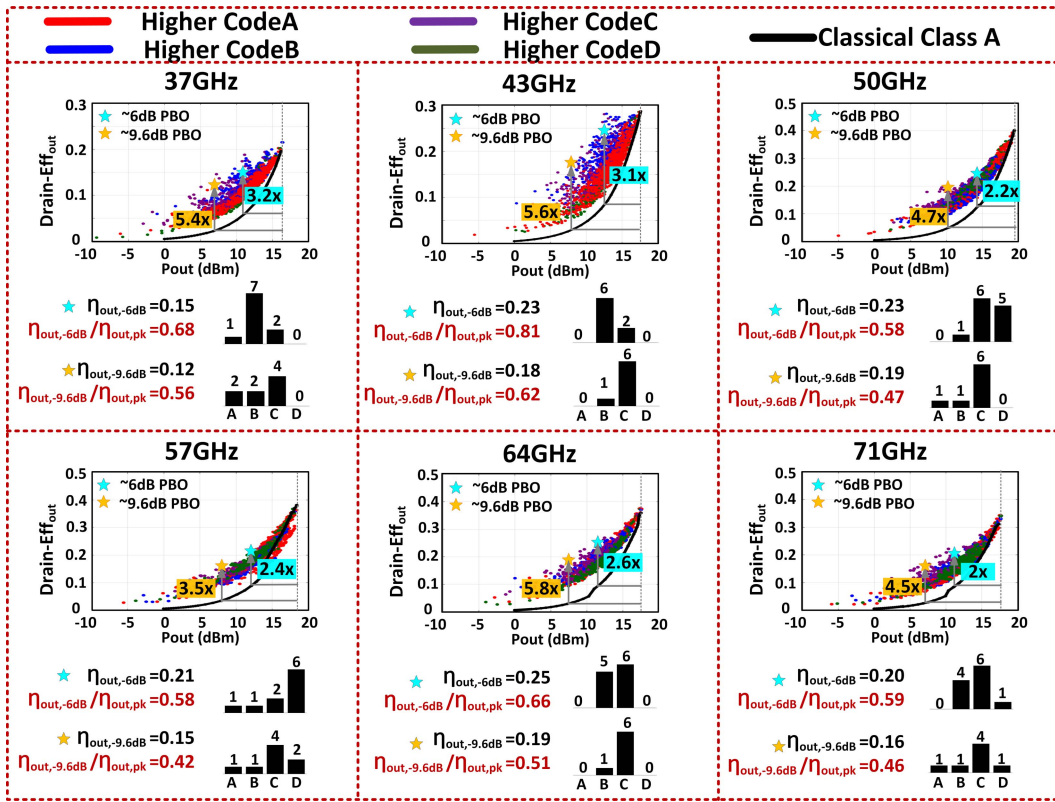 Higher CodeA
Higher CodeC
Classical Class A
Higher CodeB
Higher CodeD
37GHz
0.3
0.2
0.1
0
Drain-Eff_out
~6dB PBO
~9.6dB PBO
3.2x
5.4x
-10 -5 0 5 10 15 20
Pout (dBm)
η_out,-6dB=0.15
η_out,-6dB/η_out,pk=0.68
1 7 2 0
η_out,-9.6dB=0.12
η_out,-9.6dB/η_out,pk=0.56
2 2 4 0
A B C D
43GHz
0.3
0.2
0.1
0
Drain-Eff_out
~6dB PBO
~9.6dB PBO
3.1x
5.6x
-10 -5 0 5 10 15 20
Pout (dBm)
η_out,-6dB=0.23
η_out,-6dB/η_out,pk=0.81
0 6 2 0
η_out,-9.6dB=0.18
η_out,-9.6dB/η_out,pk=0.62
0 1 6 0
A B C D
50GHz
0.5
0.4
0.3
0.2
0.1
0
Drain-Eff_out
~6dB PBO
~9.6dB PBO
2.2x
4.7x
-10 -5 0 5 10 15 20
Pout (dBm)
η_out,-6dB=0.23
η_out,-6dB/η_out,pk=0.58
0 1 6 5
η_out,-9.6dB=0.19
η_out,-9.6dB/η_out,pk=0.47
1 1 6 0
A B C D
57GHz
0.5
0.4
0.3
0.2
0.1
0
Drain-Eff_out
~6dB PBO
~9.6dB PBO
2.4x
3.5x
-10 -5 0 5 10 15 20
Pout (dBm)
η_out,-6dB=0.21
η_out,-6dB/η_out,pk=0.58
1 1 2 6
η_out,-9.6dB=0.15
η_out,-9.6dB/η_out,pk=0.42
1 1 4 2
A B C D
64GHz
0.5
0.4
0.3
0.2
0.1
0
Drain-Eff_out
~6dB PBO
~9.6dB PBO
2.6x
5.8x
-10 -5 0 5 10 15 20
Pout (dBm)
η_out,-6dB=0.25
η_out,-6dB/η_out,pk=0.66
0 5 6 0
η_out,-9.6dB=0.19
η_out,-9.6dB/η_out,pk=0.51
0 1 6 0
A B C D
71GHz
0.5
0.4
0.3
0.2
0.1
0
Drain-Eff_out
~6dB PBO
~9.6dB PBO
2x
4.5x
-10 -5 0 5 10 15 20
Pout (dBm)
η_out,-6dB=0.20
η_out,-6dB/η_out,pk=0.59
0 4 6 1
η_out,-9.6dB=0.16
η_out,-9.6dB/η_out,pk=0.46
1 1 4 1
A B C D